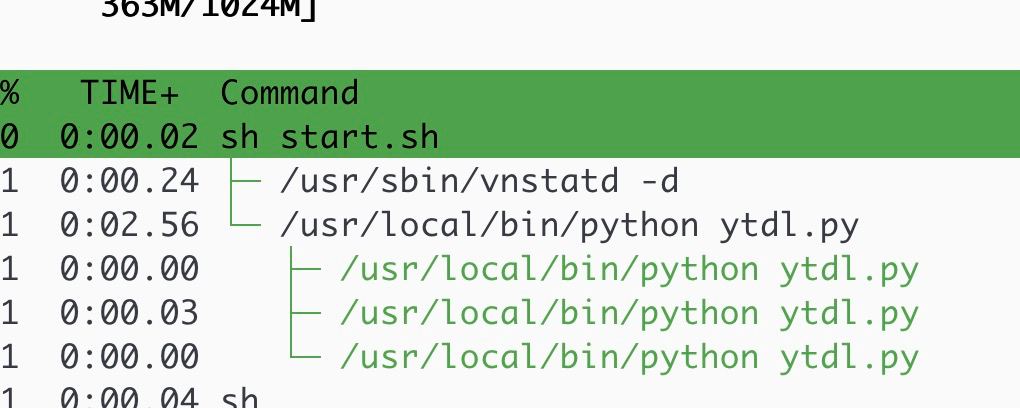 363M/1024M]
% TIME+ Command
0 0:00.02 sh start.sh
1 0:00.24 /usr/sbin/vnstatd -d
1 0:02.56 /usr/local/bin/python ytdl.py
1 0:00.00 /usr/local/bin/python ytdl.py
1 0:00.03 /usr/local/bin/python ytdl.py
1 0:00.00 /usr/local/bin/python ytdl.py
1 0:00.04 sh